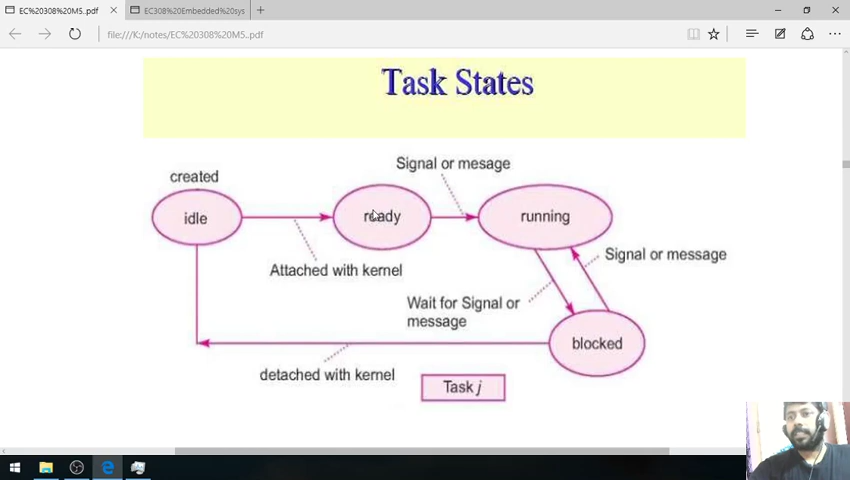 EC%20308%20M5..pdf
EC308%20Embedded%20sys
file:///K:/notes/EC%20308%20M5..pdf
Task States
Signal or mesage
created
idle
ready
running
Attached with kernel
Signal or message
Wait for Signal or
message
blocked
detached with kernel
Task j